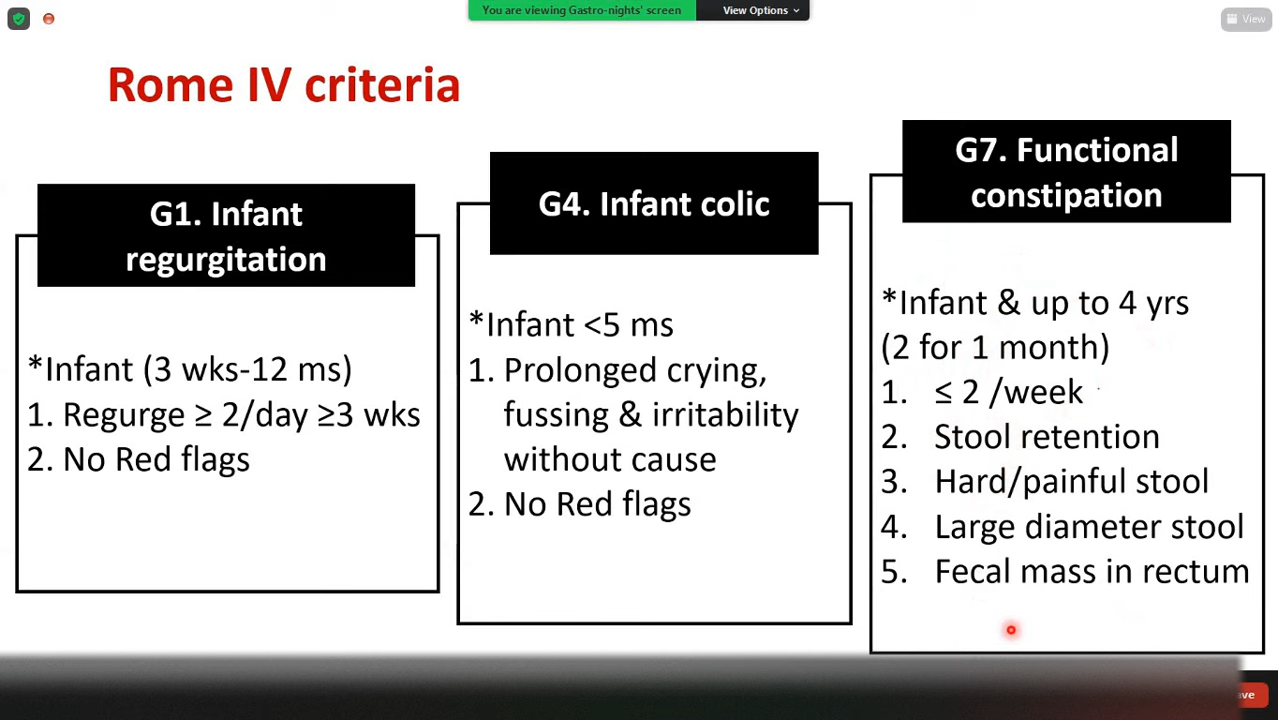 You are viewing Gastro-nights' screen
View Options
View
Rome IV criteria
G1. Infant
regurgitation
*Infant (3 wks-12 ms)
1. Regurge ≥ 2/day ≥3 wks
2. No Red flags
G4. Infant colic
*Infant <5 ms
1. Prolonged crying,
fussing & irritability
without cause
2. No Red flags
G7. Functional
constipation
*Infant & up to 4 yrs
(2 for 1 month)
1. ≤ 2 /week
2. Stool retention
3. Hard/painful stool
4. Large diameter stool
5. Fecal mass in rectum